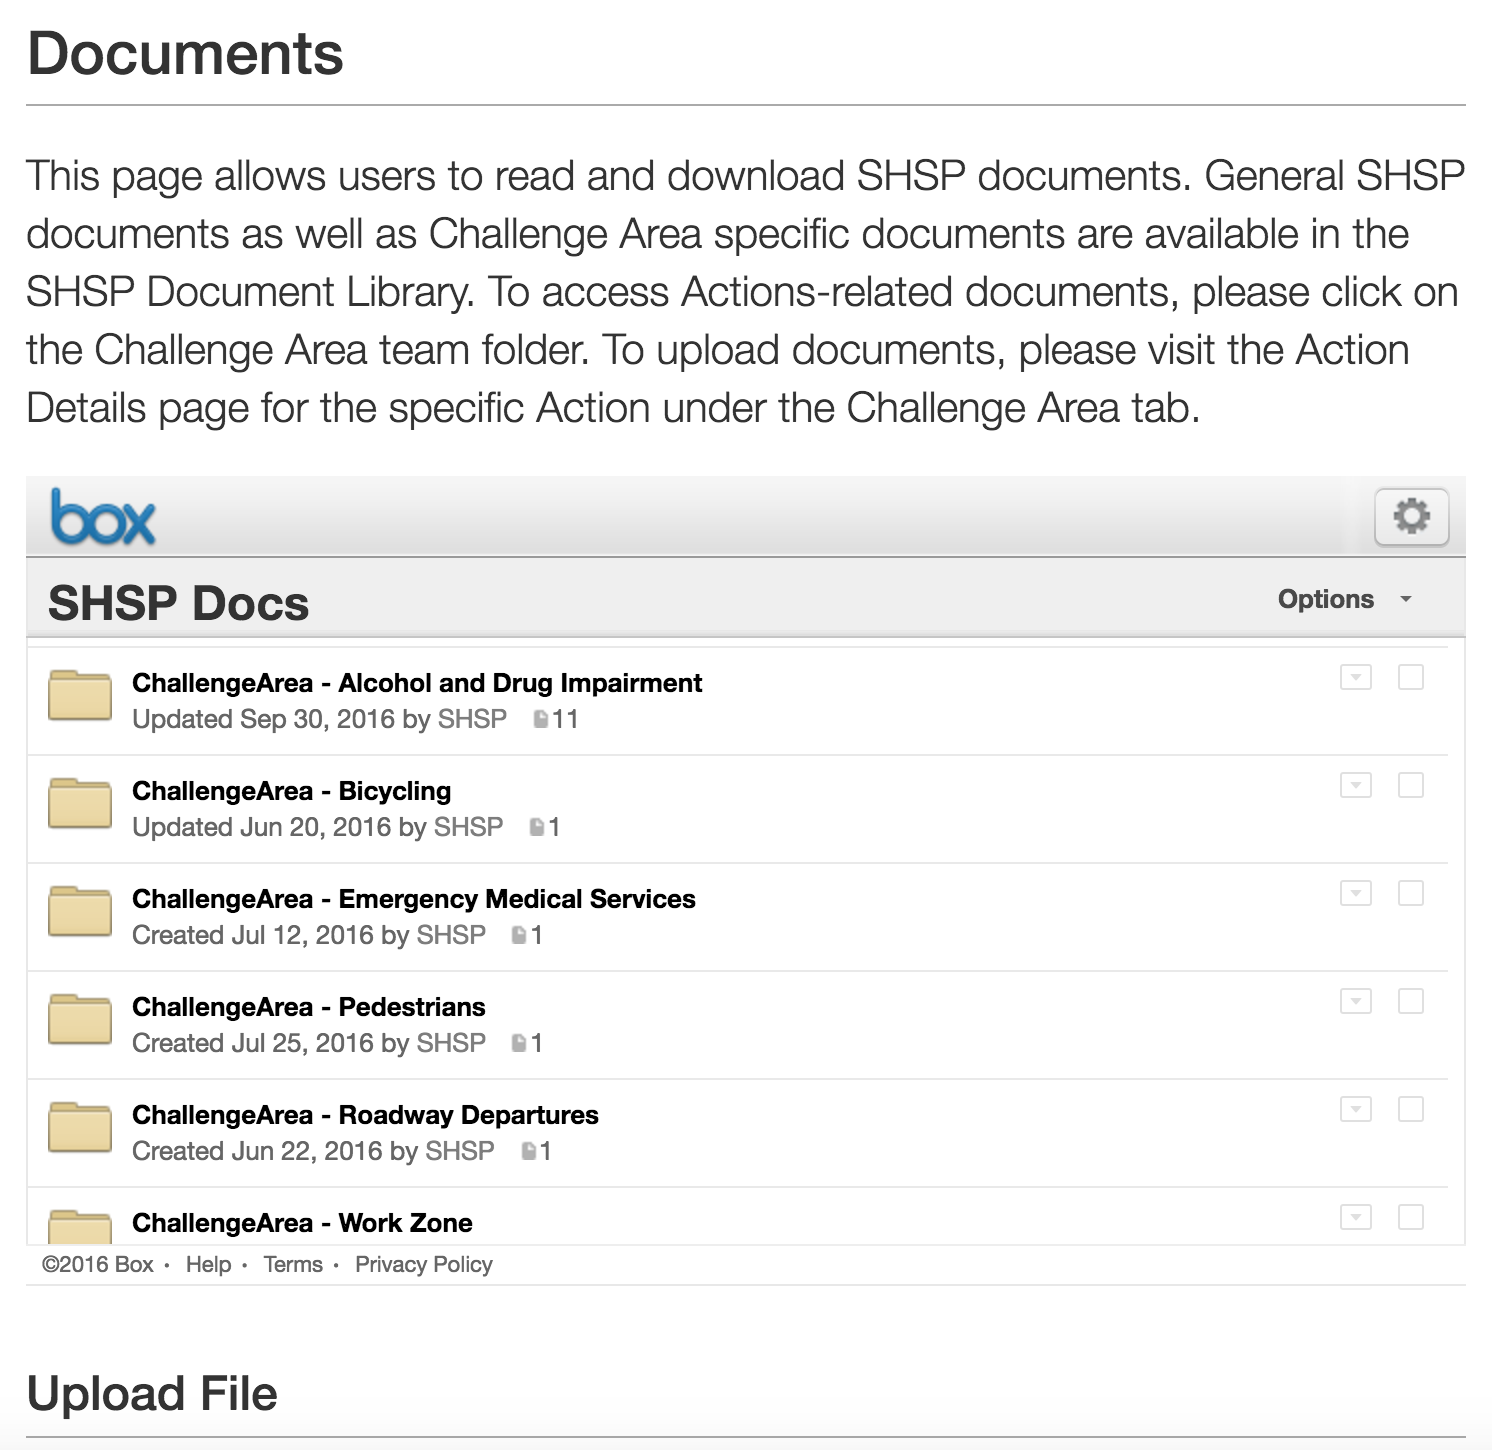 Documents
This page allows users to read and download SHSP documents. General SHSP
documents as well as Challenge Area specific documents are available in the
SHSP Document Library. To access Actions-related documents, please click on
the Challenge Area team folder. To upload documents, please visit the Action
Details page for the specific Action under the Challenge Area tab.
box
SHSP Docs
Options
ChallengeArea - Alcohol and Drug Impairment
Updated Sep 30, 2016 by SHSP 11
ChallengeArea - Bicycling
Updated Jun 20, 2016 by SHSP 1
ChallengeArea - Emergency Medical Services
Created Jul 12, 2016 by SHSP 1
ChallengeArea - Pedestrians
Created Jul 25, 2016 by SHSP 1
ChallengeArea - Roadway Departures
Created Jun 22, 2016 by SHSP 1
ChallengeArea - Work Zone
©2016 Box • Help • Terms • Privacy Policy
Upload File